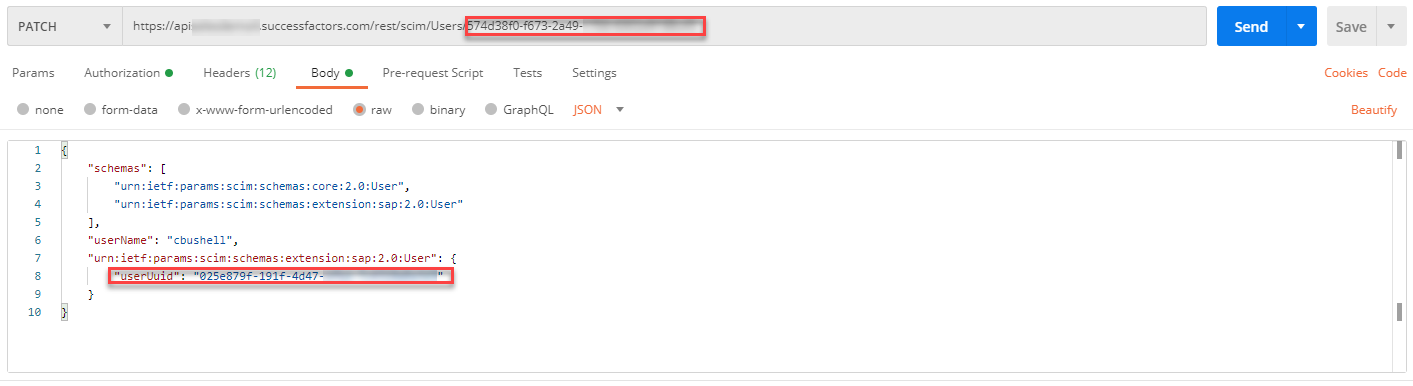 PATCH https://api .successfactors.com/rest/scim/Users/574d38f0-f673-2a49- Send Save
Params Authorization Headers (12) Body Pre-request Script Tests Settings Cookies Code
none form-data x-www-form-urlencoded raw binary GraphQL JSON Beautify
1 {
2 "schemas": [
3 "urn:ietf:params:scim:schemas:core:2.0:User",
4 "urn:ietf:params:scim:schemas:extension:sap:2.0:User"
5 ],
6 "userName": "cbushell",
7 "urn:ietf:params:scim:schemas:extension:sap:2.0:User": {
8 "userUuid": "025e879f-191f-4d47- "
9 }
10 }